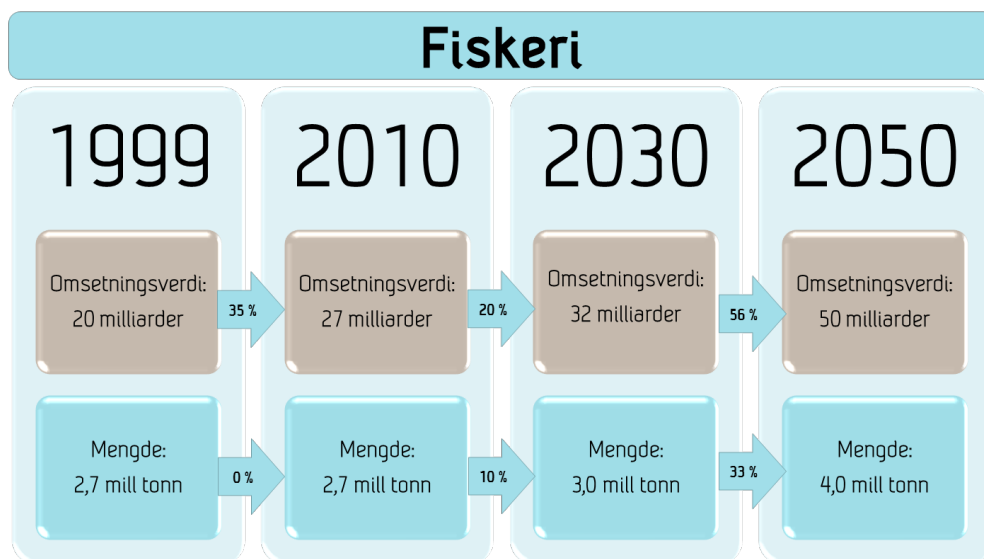 Fiskeri
1999
2010
2030
2050
Omsetningsverdi:
20 milliarder
35 %
Omsetningsverdi:
27 milliarder
20 %
Omsetningsverdi:
32 milliarder
56 %
Omsetningsverdi:
50 milliarder
Mengde:
2,7 mill tonn
0 %
Mengde:
2,7 mill tonn
10 %
Mengde:
3,0 mill tonn
33 %
Mengde:
4,0 mill tonn